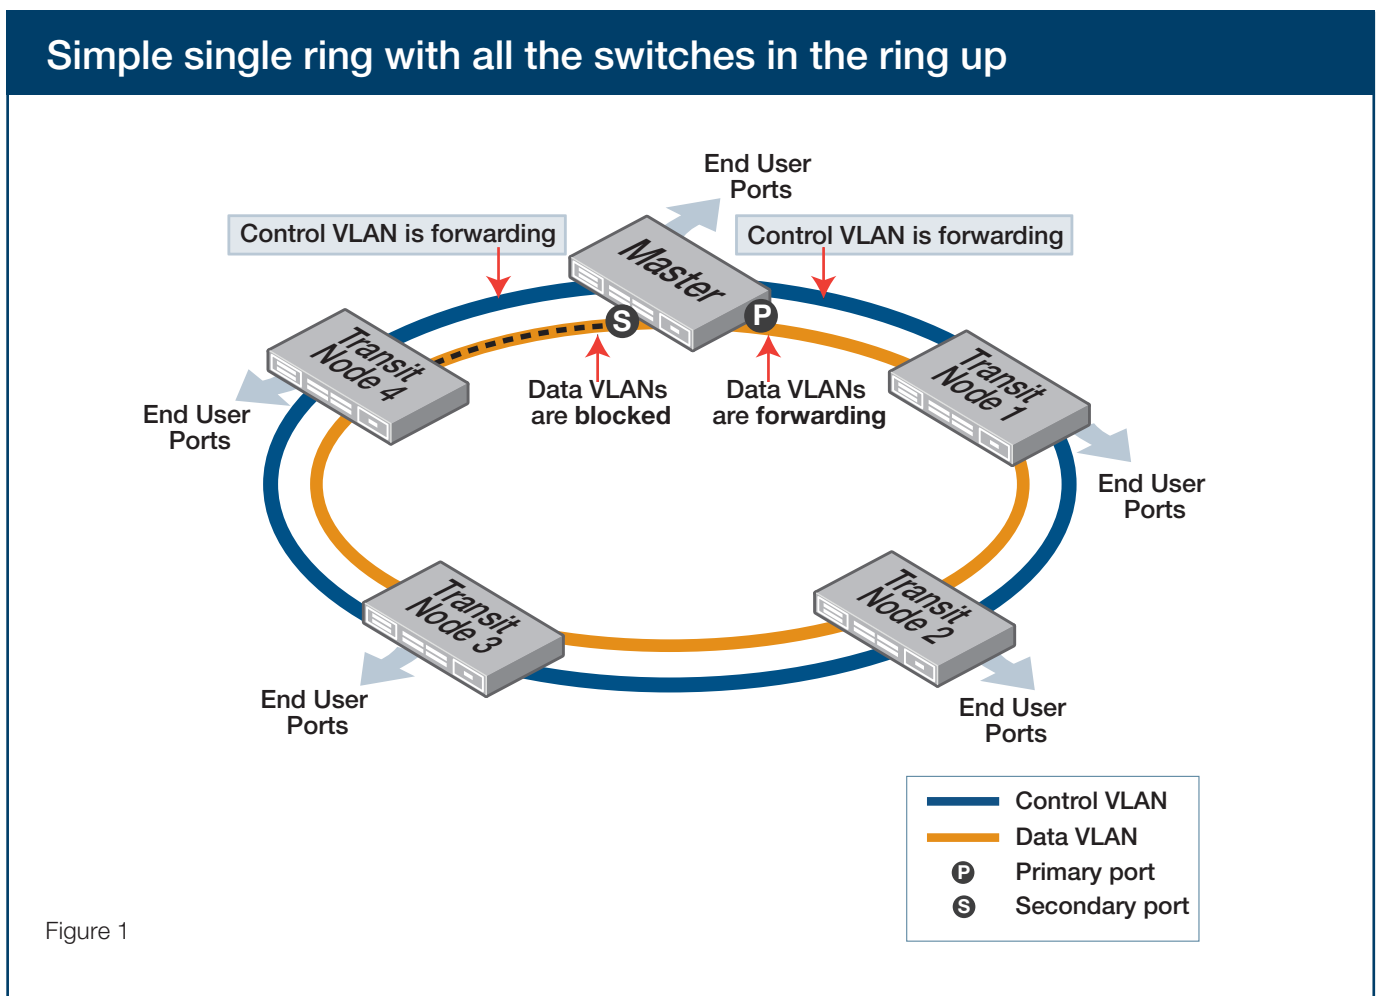 Simple single ring with all the switches in the ring up
End User
Ports
Control VLAN is forwarding
Control VLAN is forwarding
Master
S
P
Transit
Node 4
Transit
Node 1
Data VLANs
are blocked
Data VLANs
are forwarding
End User
Ports
End User
Ports
Transit
Node 3
Transit
Node 2
End User
Ports
End User
Ports
Control VLAN
Data VLAN
P Primary port
S Secondary port
Figure 1